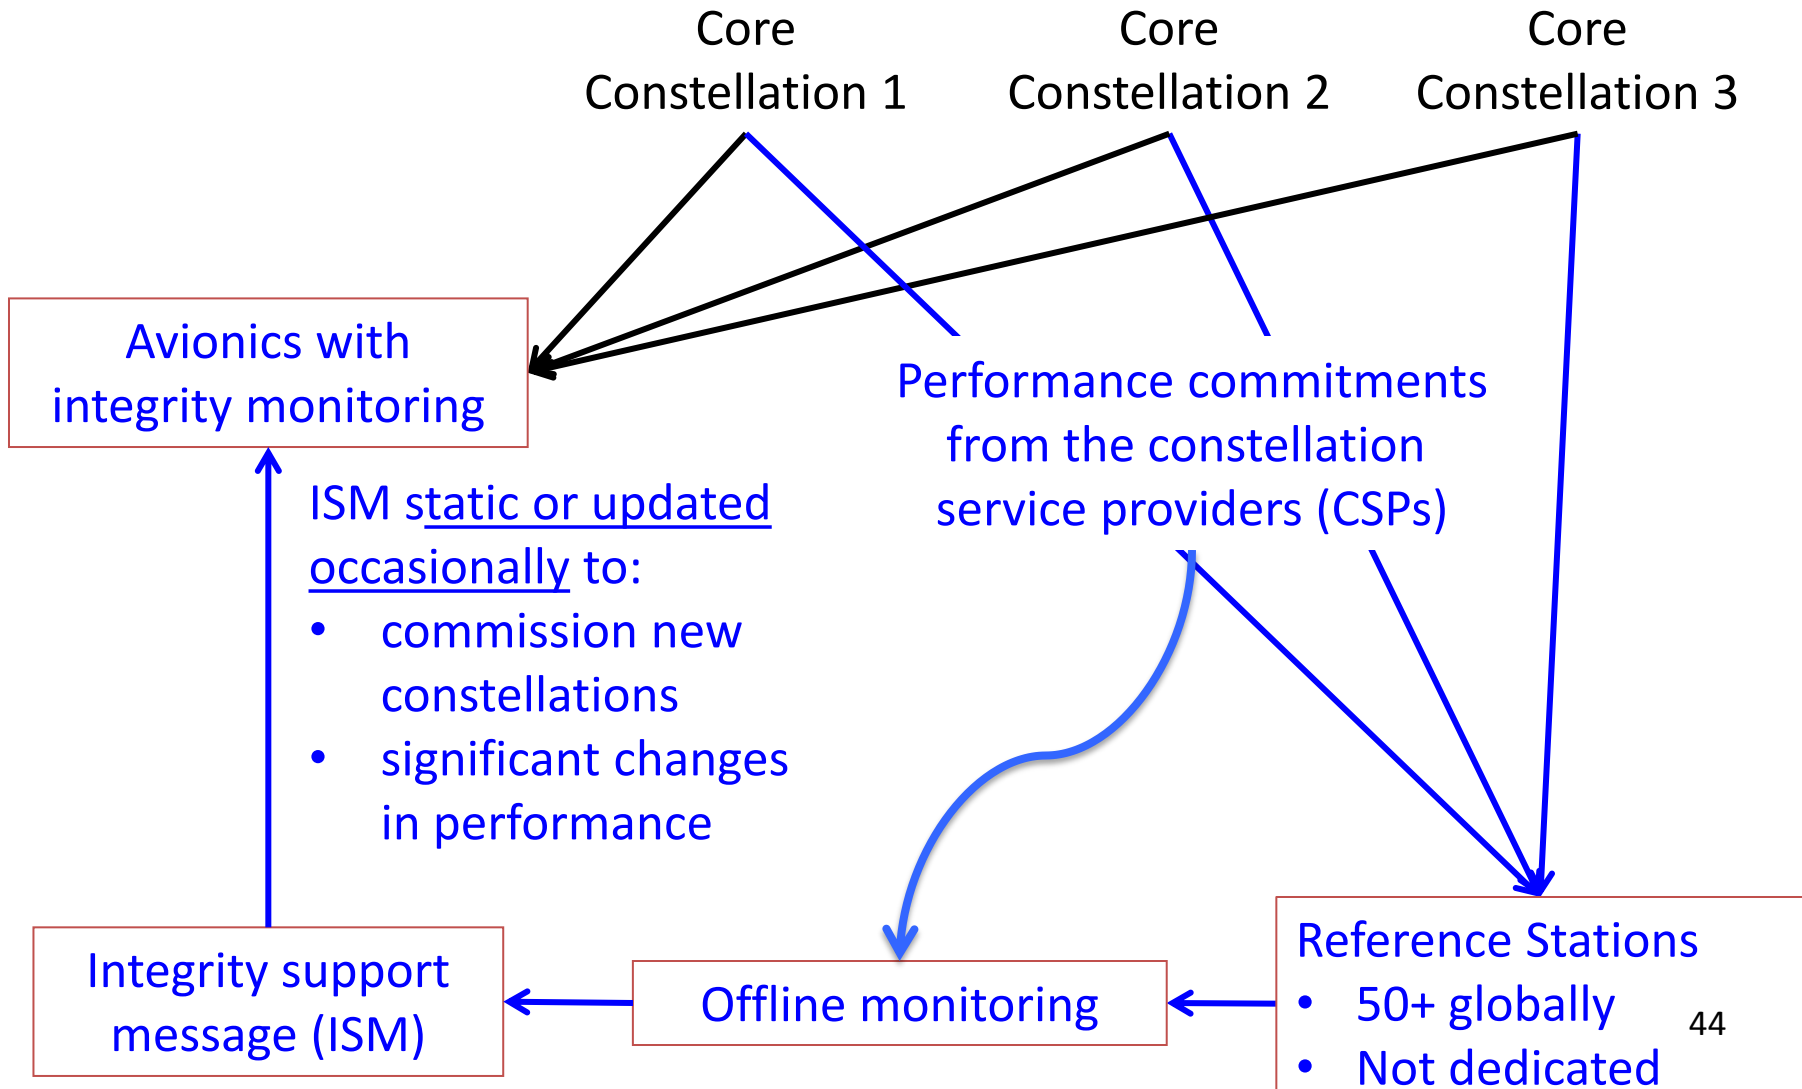 Core
Constellation 1
Core
Constellation 2
Core
Constellation 3
Avionics with
integrity monitoring
Performance commitments
from the constellation
service providers (CSPs)
ISM static or updated
occasionally to:
• commission new
constellations
• significant changes
in performance
Integrity support
message (ISM)
Offline monitoring
Reference Stations
• 50+ globally
• Not dedicated
44